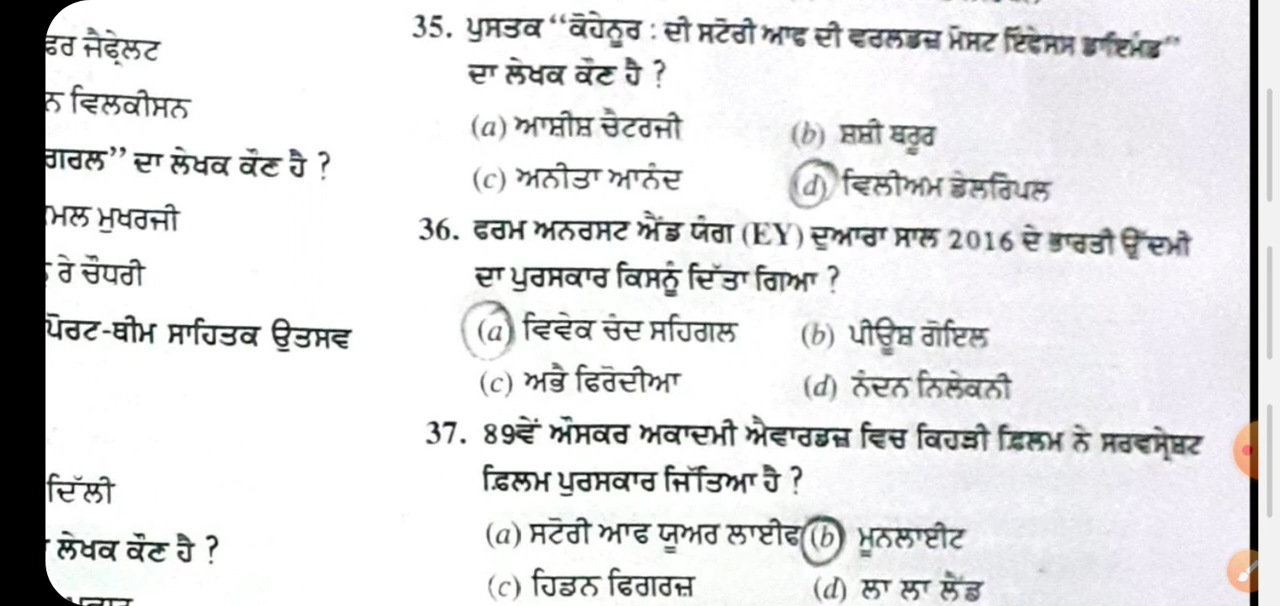 ਫਰ ਜੈਫ੍ਰੇਲਟ
ਨ ਵਿਲਕੀਸਨ
ਗਰਲ” ਦਾ ਲੇਖਕ ਕੌਣ ਹੈ ?
ਮਲ ਮੁਖਰਜੀ
ਰੇ ਚੌਧਰੀ
ਪੋਰਟ-ਥੀਮ ਸਾਹਿਤਕ ਉਤਸਵ
ਦਿੱਲੀ
ਲੇਖਕ ਕੌਣ ਹੈ ?
35. ਪੁਸਤਕ “ਕੋਹੇਨੂਰ : ਦੀ ਸਟੋਰੀ ਆਫ ਦੀ ਵਰਲਡਜ਼ ਮੋਸਟ ਇੰਫੇਮਸ ਡਾਇਮੰਡ”
ਦਾ ਲੇਖਕ ਕੌਣ ਹੈ ?
(a) ਆਸ਼ੀਸ਼ ਚੈਟਰਜੀ (b) ਸ਼ਸ਼ੀ ਥਰੂਰ
(c) ਅਨੀਤਾ ਆਨੰਦ (d) ਵਿਲੀਅਮ ਡੇਲਰਿਪਲ
36. ਫਰਮ ਅਨਰਸਟ ਐਂਡ ਯੰਗ (EY) ਦੁਆਰਾ ਸਾਲ 2016 ਦੇ ਭਾਰਤੀ ਉੱਦਮੀ
ਦਾ ਪੁਰਸਕਾਰ ਕਿਸਨੂੰ ਦਿੱਤਾ ਗਿਆ ?
(a) ਵਿਵੇਕ ਚੰਦ ਸਹਿਗਲ (b) ਪੀਊਸ਼ ਗੋਇਲ
(c) ਅਭੈ ਫਿਰੋਦੀਆ (d) ਨੰਦਨ ਨਿਲੇਕਨੀ
37. 89ਵੇਂ ਔਸਕਰ ਅਕਾਦਮੀ ਐਵਾਰਡਜ਼ ਵਿਚ ਕਿਹੜੀ ਫ਼ਿਲਮ ਨੇ ਸਰਵਸ੍ਰੇਸ਼ਟ
ਫ਼ਿਲਮ ਪੁਰਸਕਾਰ ਜਿੱਤਿਆ ਹੈ ?
(a) ਸਟੋਰੀ ਆਫ ਯੂਅਰ ਲਾਈਫ (b) ਮੂਨਲਾਈਟ
(c) ਹਿਡਨ ਫਿਗਰਜ਼ (d) ਲਾ ਲਾ ਲੈਂਡ